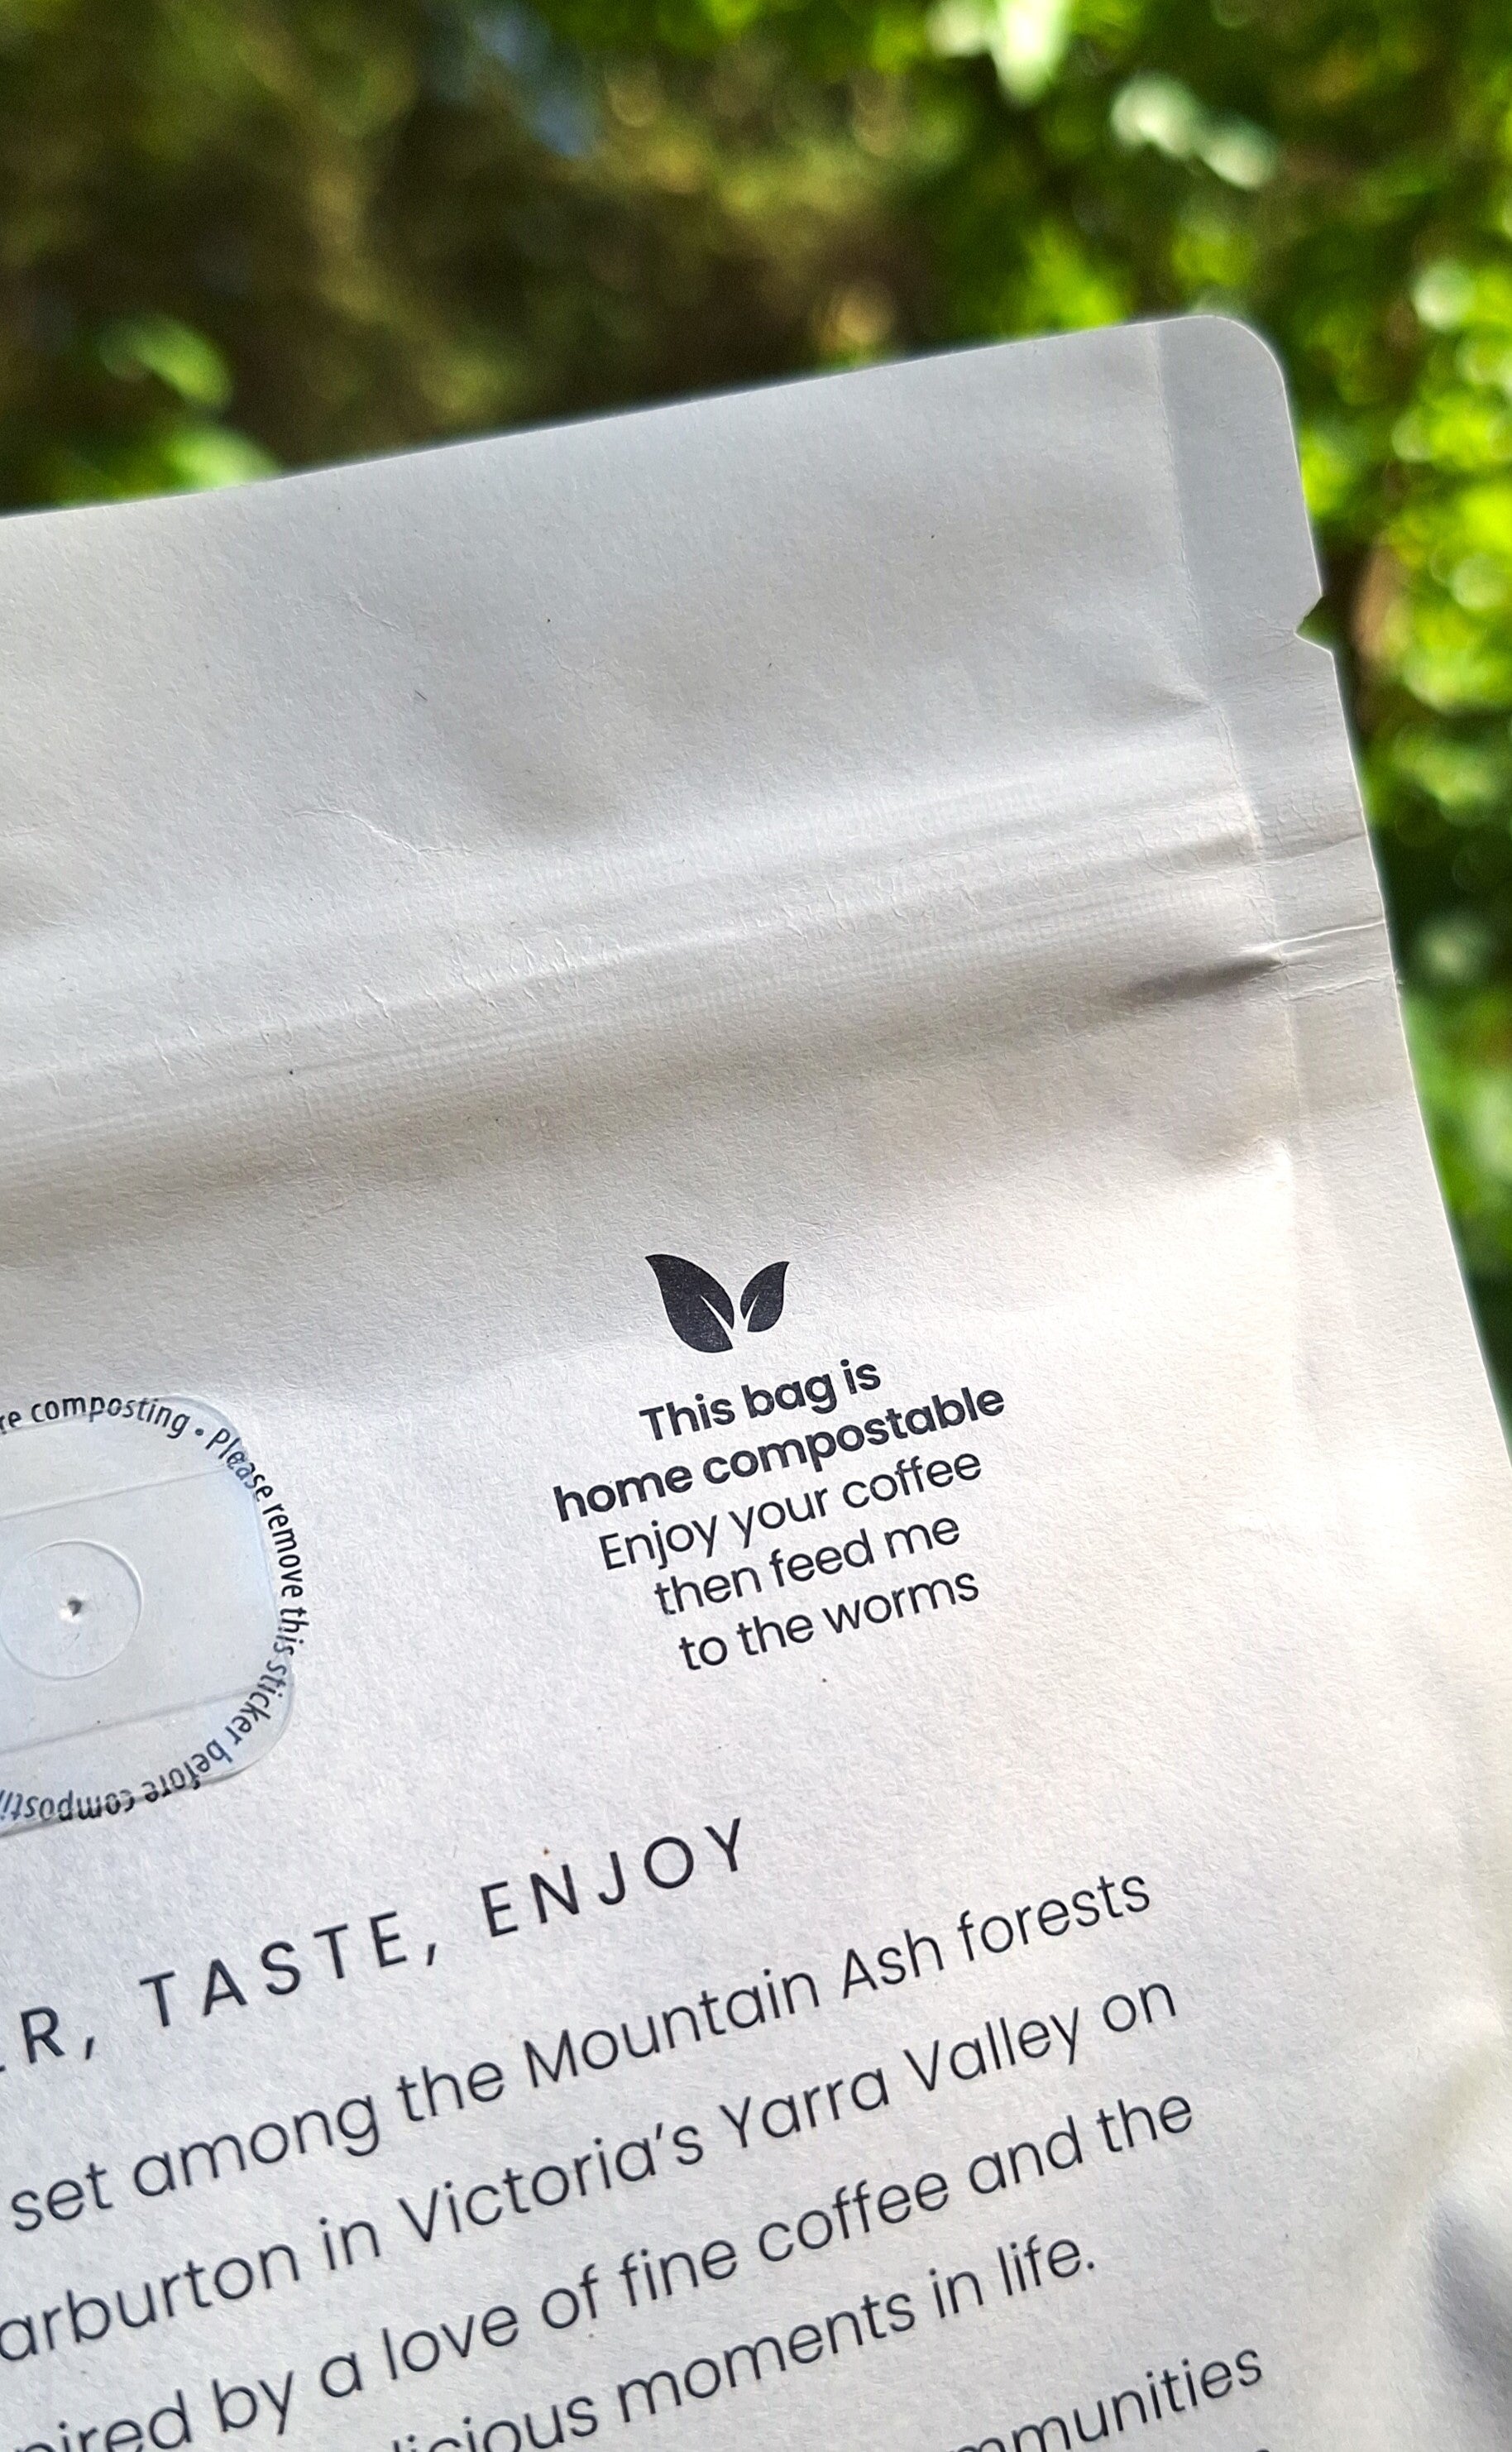 This bag is
home compostable
Enjoy your coffee
then feed me
to the worms
composting • Please remove this sticker before
R, TASTE, ENJOY
set among the Mountain Ash forests
arburton in Victoria's Yarra Valley on
pired by a love of fine coffee and the
licious moments in life.
mmunities